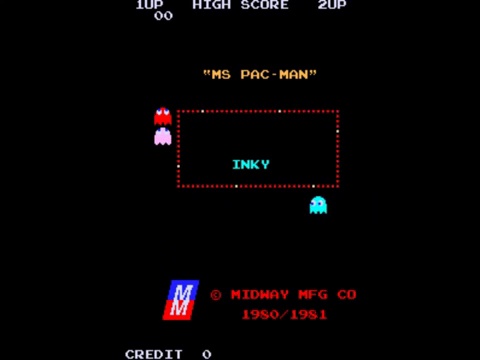 1UP HIGH SCORE 2UP
00
"MS PAC-MAN"
INKY
MM
© MIDWAY MFG CO
1980/1981
CREDIT 0